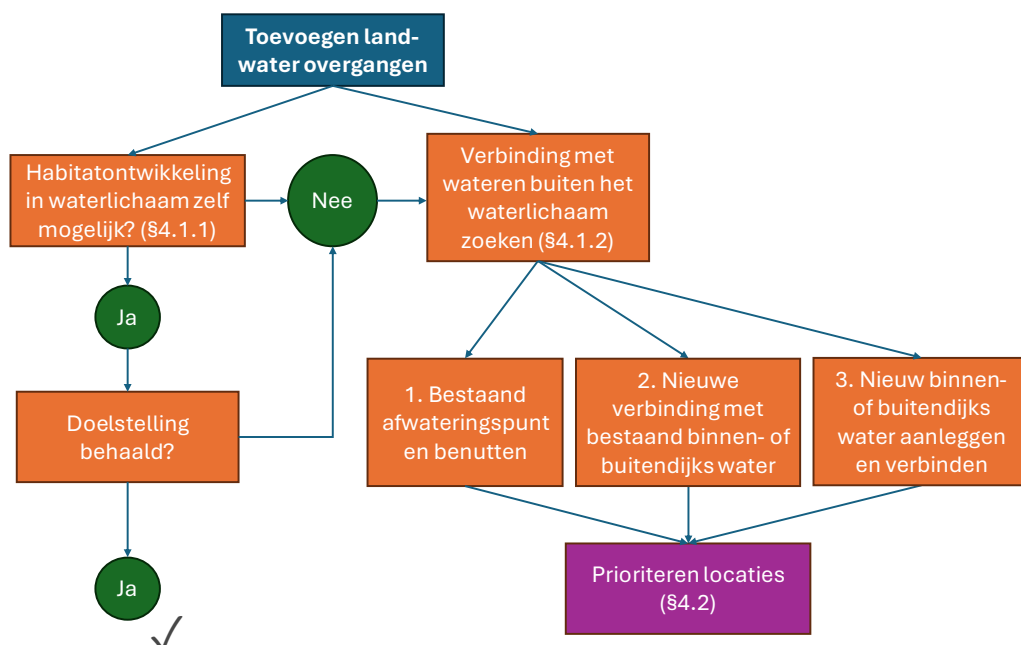 Toevoegen land-
water overgangen
Habitatontwikkeling
in waterlichaam zelf
mogelijk? (§4.1.1)
Nee
Verbinding met
wateren buiten het
waterlichaam
zoeken (§4.1.2)
Ja
Doelstelling
behaald?
1. Bestaand
afwateringspunt
en benutten
2. Nieuwe
verbinding met
bestaand binnen- of
buitendijks water
3. Nieuw binnen-
of buitendijks
water aanleggen
en verbinden
Ja
Prioriteren locaties
(§4.2)